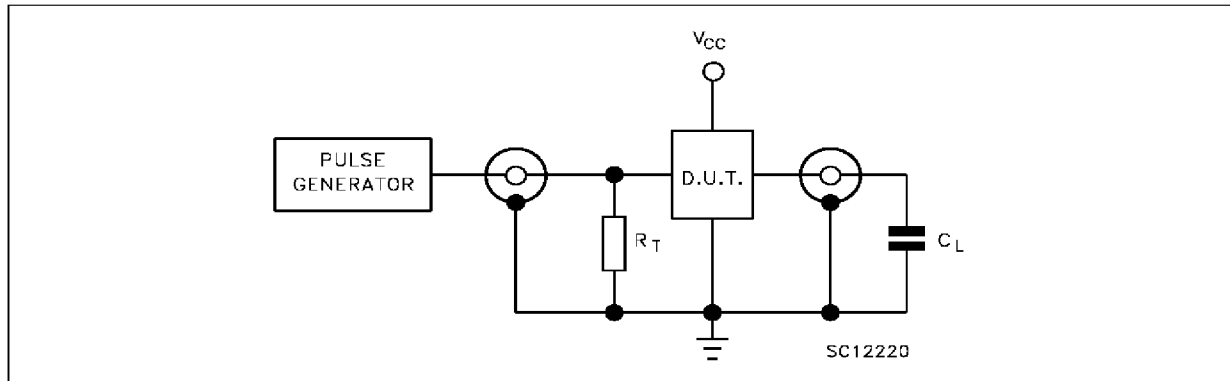 VCC
PULSE
GENERATOR
D.U.T.
RT
CL
SC12220